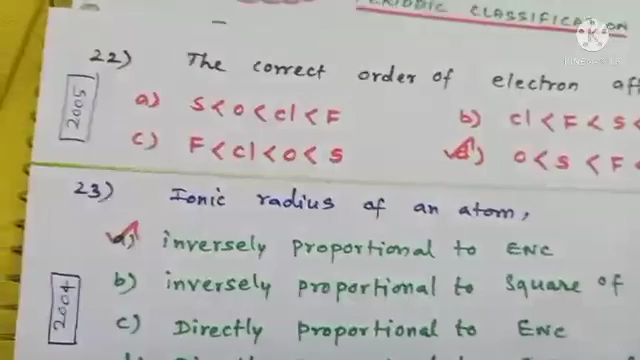 PERIODIC CLASSIFICATION
22) The correct order of electron aff
2005
a) S < O < Cl < F
b) Cl < F < S <
c) F < Cl < O < S
d) O < S < F <
23) Ionic radius of an atom,
a) inversely proportional to ENC
2004
b) inversely proportional to square of
c) Directly proportional to ENC